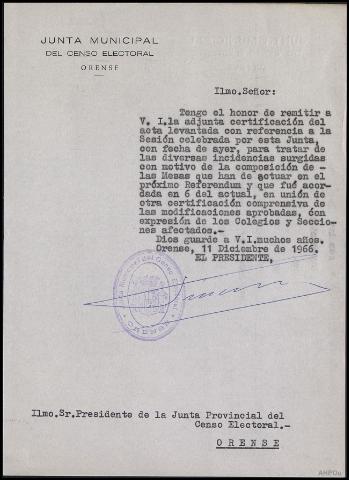 JUNTA MUNICIPAL
DEL CENSO ELECTORAL
ORENSE
Ilmo.Señor:
Tengo el honor de remitir a
V. I.la adjunta certificación del
acta levantada con referencia a la
Sesión celebrada por esta Junta,
con fecha de ayer, para tratar de
las diversas incidencias surgidas
con motivo de la composición de-
las Mesas que han de actuar en el
próximo Referendum y que fué acor-
dada en 6 del actual, en unión de
otra certificación comprensiva de
las modificaciones aprobadas, con
expresión de los Colegios y Seccio-
nes afectados.-
Dios guarde a V.I.muchos años.
Orense, 11 Diciembre de 1966.
EL PRESIDENTE,
Ilmo.Sr.Presidente de la Junta Provincial del
Censo Electoral.-
ORENSE
AHPOu